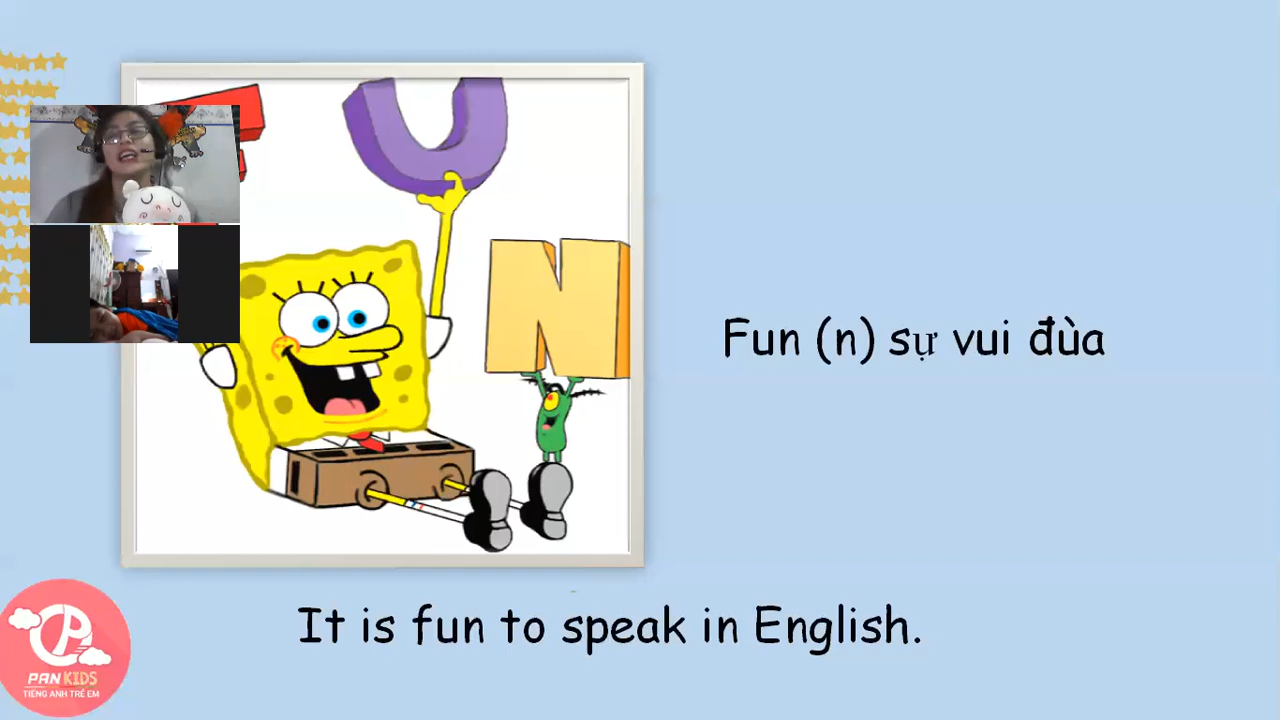 F U
N
Fun (n) sự vui đùa
It is fun to speak in English.
PAN KIDS
TIẾNG ANH TRẺ EM